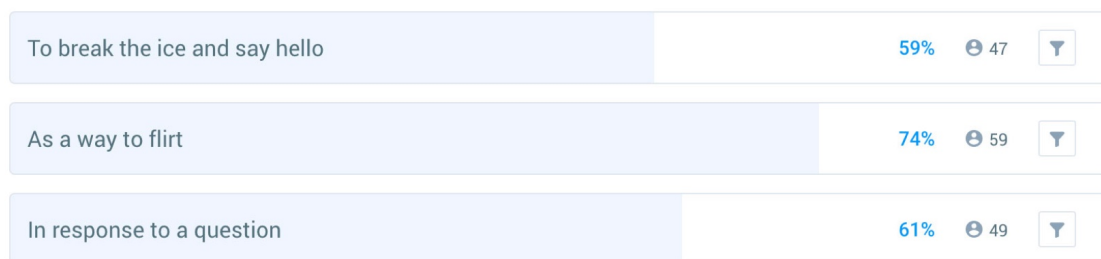 To break the ice and say hello 59% 47
As a way to flirt 74% 59
In response to a question 61% 49